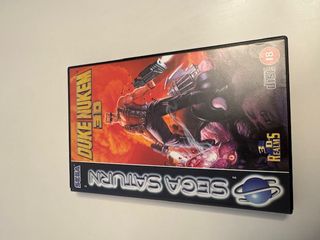 DUKE NUKEM
3D
3D
REALMS
18
SEGA
SEGA SATURN